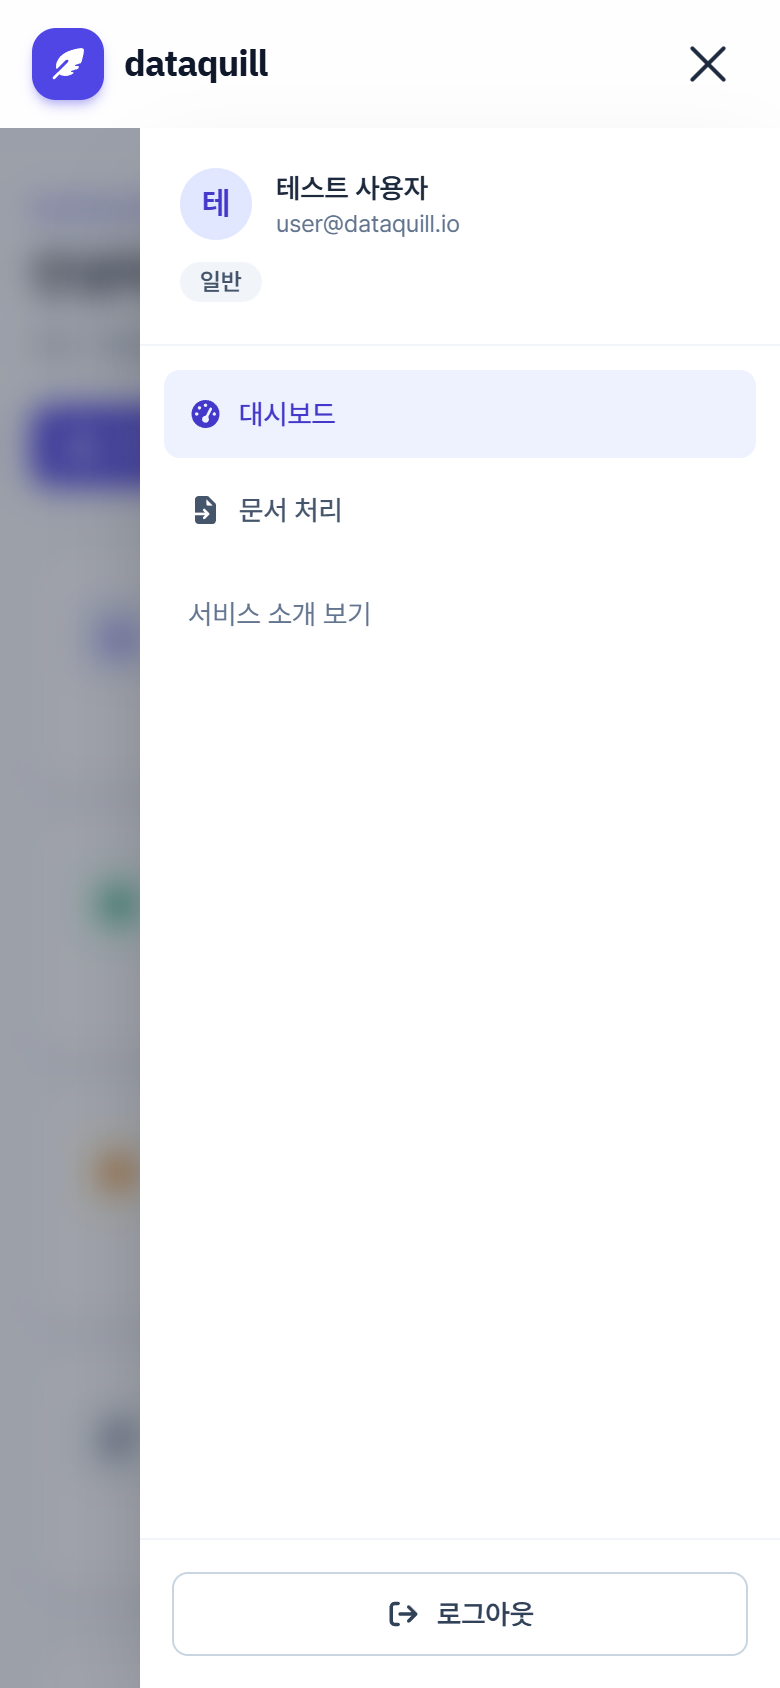 dataquill
테
테스트 사용자
user@dataquill.io
일반
대시보드
문서 처리
서비스 소개 보기
로그아웃